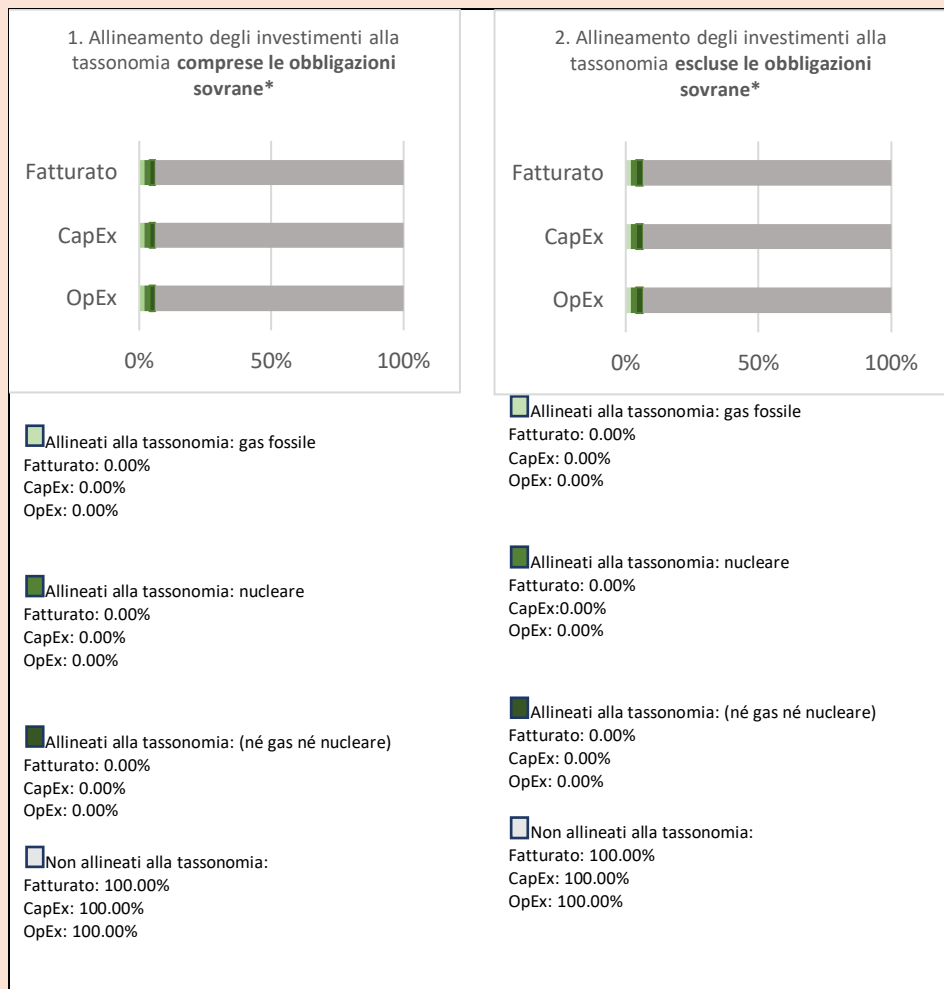 1. Allineamento degli investimenti alla
tassonomia comprese le obbligazioni
sovrane*
Fatturato
CapEx
OpEx
0% 50% 100%
Allineati alla tassonomia: gas fossile
Fatturato: 0.00%
CapEx: 0.00%
OpEx: 0.00%
Allineati alla tassonomia: nucleare
Fatturato: 0.00%
CapEx: 0.00%
OpEx: 0.00%
Allineati alla tassonomia: (né gas né nucleare)
Fatturato: 0.00%
CapEx: 0.00%
OpEx: 0.00%
Non allineati alla tassonomia:
Fatturato: 100.00%
CapEx: 100.00%
OpEx: 100.00%
2. Allineamento degli investimenti alla
tassonomia escluse le obbligazioni
sovrane*
Fatturato
CapEx
OpEx
0% 50% 100%
Allineati alla tassonomia: gas fossile
Fatturato: 0.00%
CapEx: 0.00%
OpEx: 0.00%
Allineati alla tassonomia: nucleare
Fatturato: 0.00%
CapEx:0.00%
OpEx: 0.00%
Allineati alla tassonomia: (né gas né nucleare)
Fatturato: 0.00%
CapEx: 0.00%
OpEx: 0.00%
Non allineati alla tassonomia:
Fatturato: 100.00%
CapEx: 100.00%
OpEx: 100.00%